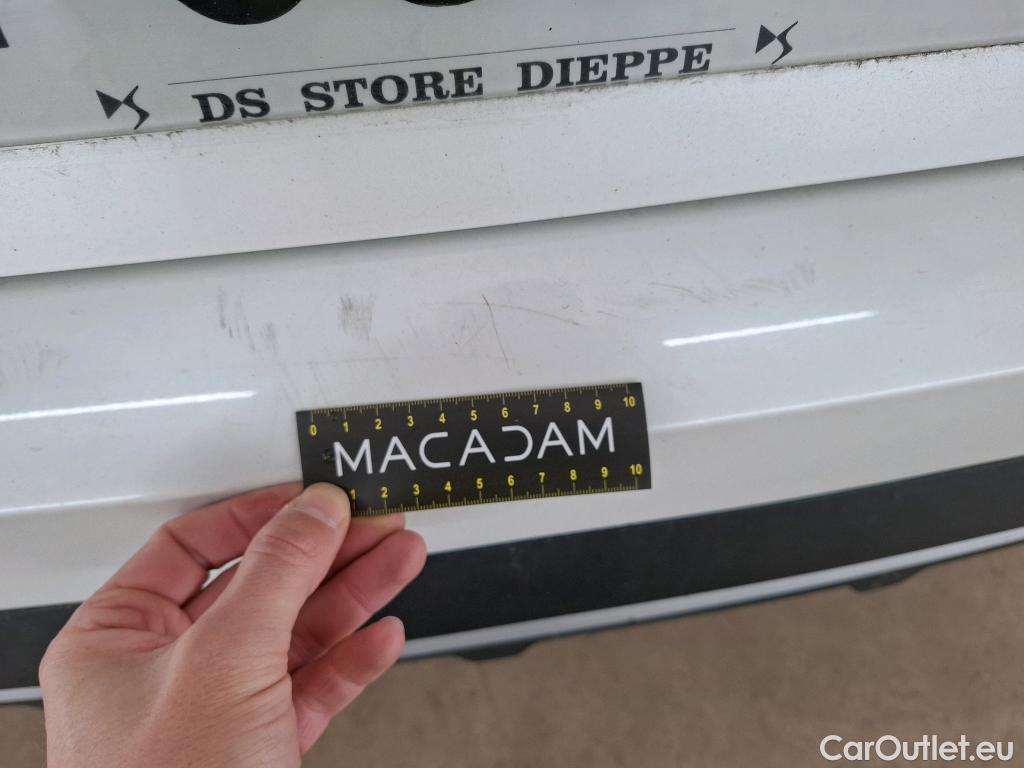 DS STORE DIEPPE
0 1 2 3 4 5 6 7 8 9 10
MACADAM
1 2 3 4 5 6 7 8 9 10
CarOutlet.eu